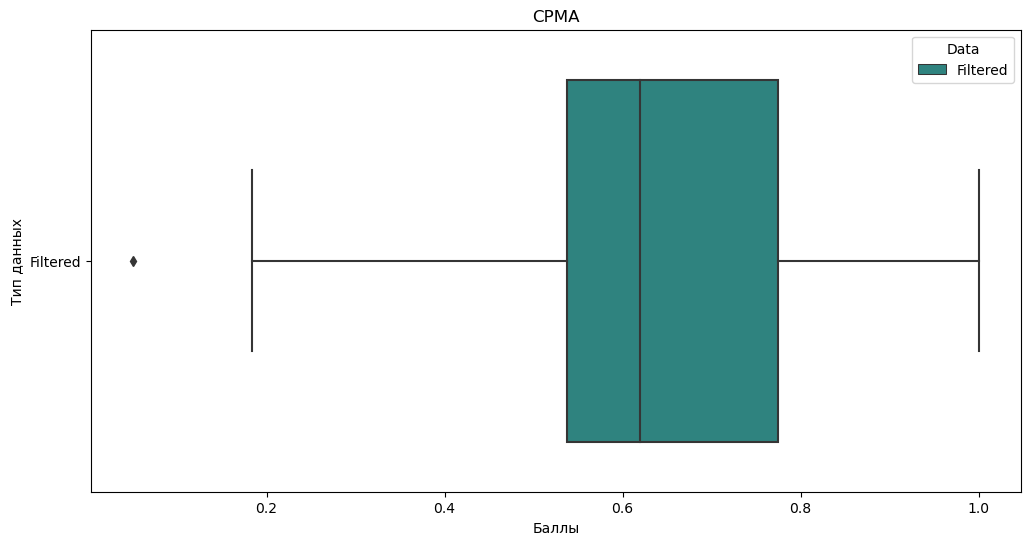 CPMA
Data
Filtered
Тип данных
Filtered
0.2
0.4
0.6
0.8
1.0
Баллы